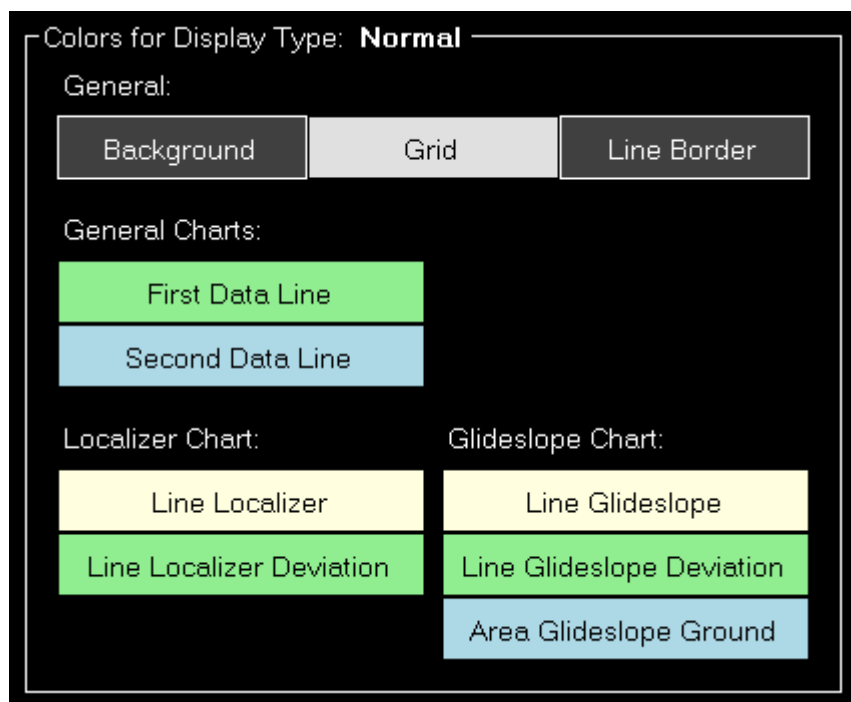 Colors for Display Type: Normal
General:
Background
Grid
Line Border
General Charts:
First Data Line
Second Data Line
Localizer Chart:
Line Localizer
Line Localizer Deviation
Glideslope Chart:
Line Glideslope
Line Glideslope Deviation
Area Glideslope Ground